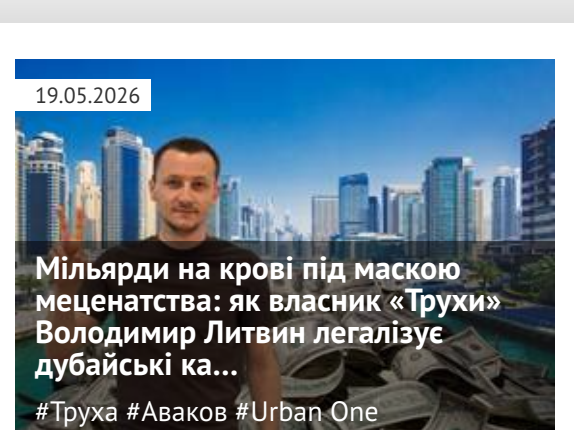 19.05.2026
Мільярди на крові під маскою
меценатства: як власник «Трухи»
Володимир Литвин легалізує
дубайські ка...
#Труха #Аваков #Urban One